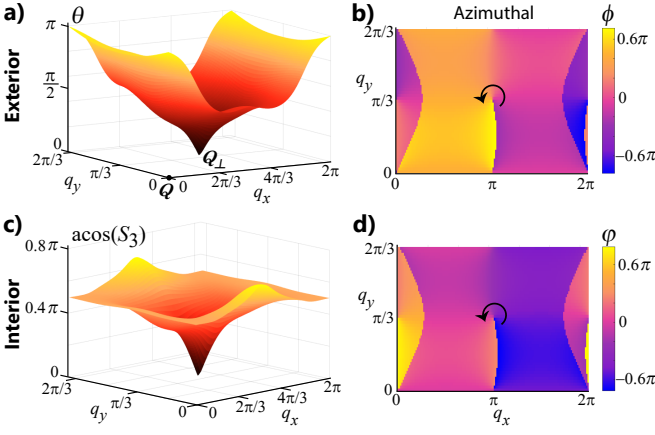 a)
θ
π
π/2
0
2π/3
π/3
0
Q
Q⊥
0
2π/3
4π/3
2π
q_y
q_x
Exterior
b)
Azimuthal
ϕ
2π/3
q_y
π/3
0
0
π
2π
0.6π
0
−0.6π
c)
acos(S₃)
0.8π
0.4π
0
2π/3
π/3
0
0
2π/3
4π/3
2π
q_y
q_x
Interior
d)
φ
2π/3
q_y
π/3
0
0
π
2π
q_x
0.6π
0
−0.6π